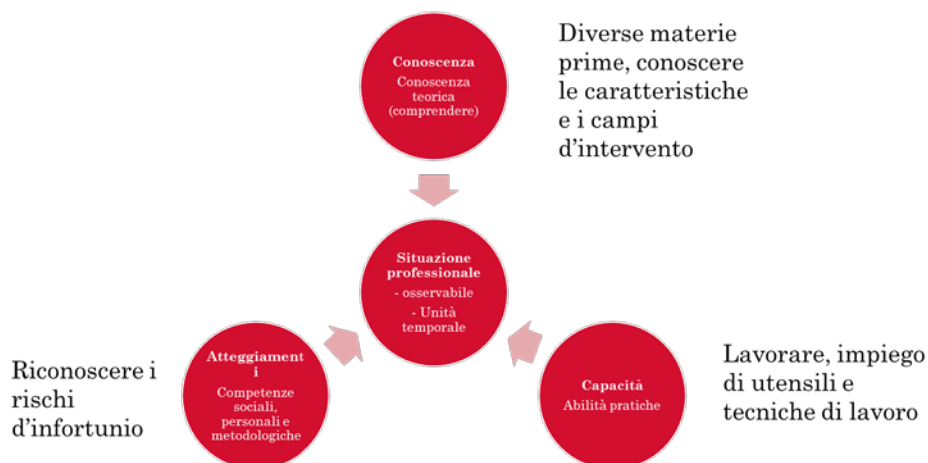 Conoscenza
Conoscenza
teorica
(comprendere)
Diverse materie
prime, conoscere
le caratteristiche
e i campi
d'intervento
Situazione
professionale
- osservabile
- Unità
temporale
Riconoscere i
rischi
d'infortunio
Atteggiament
i
Competenze
sociali,
personali e
metodologiche
Capacità
Abilità pratiche
Lavorare, impiego
di utensili e
tecniche di lavoro